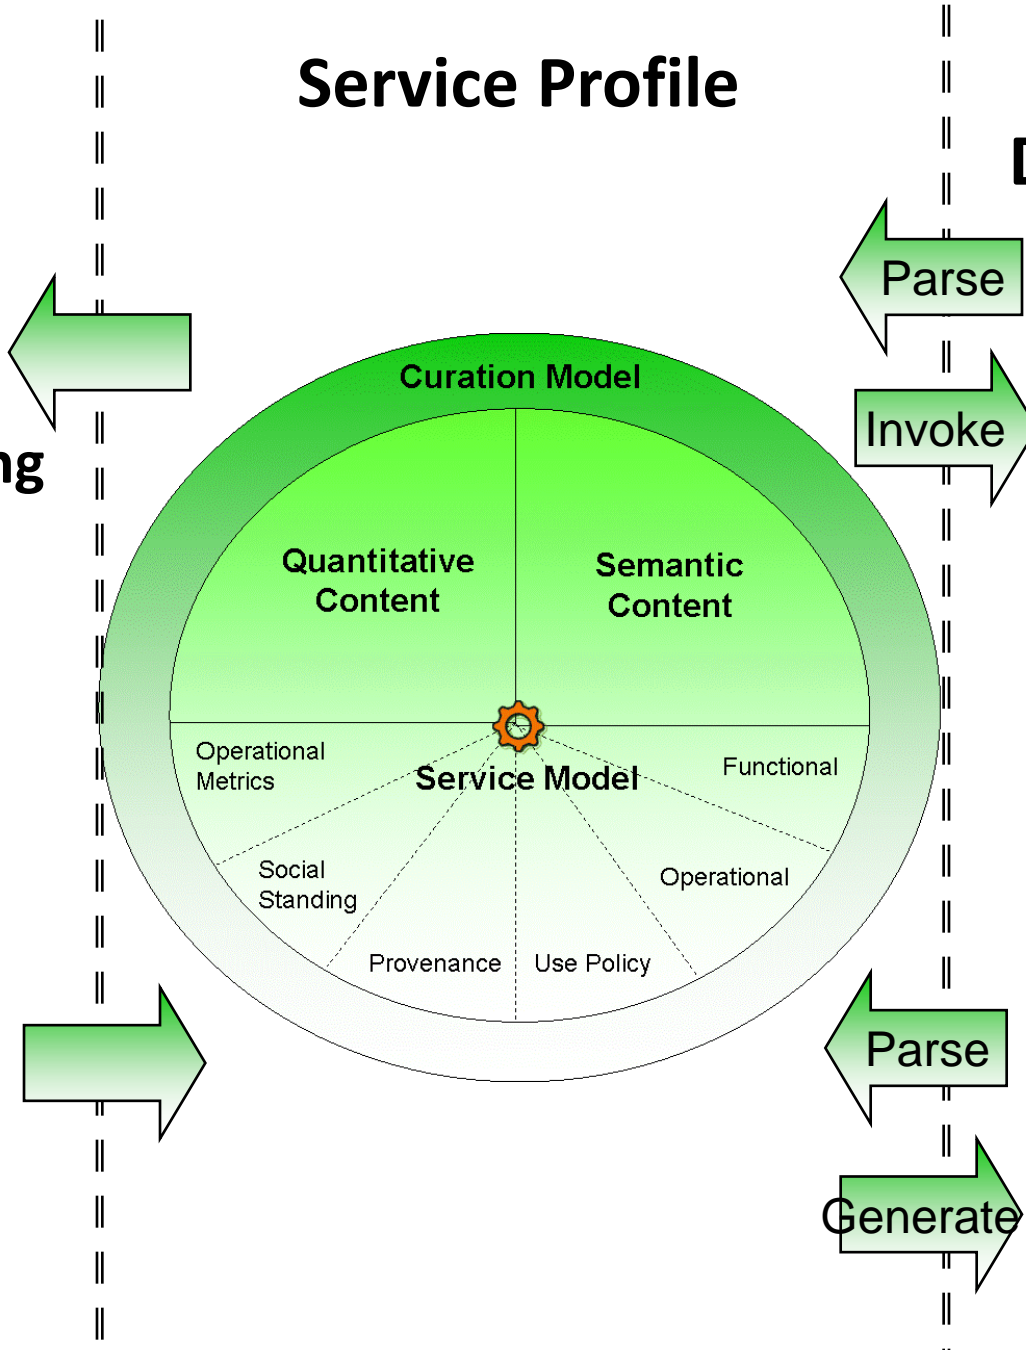 Service Profile
D
Parse
Curation Model
Invoke
ng
Quantitative
Content
Semantic
Content
Operational
Metrics
Service Model
Functional
Social
Standing
Operational
Provenance
Use Policy
Parse
Generate